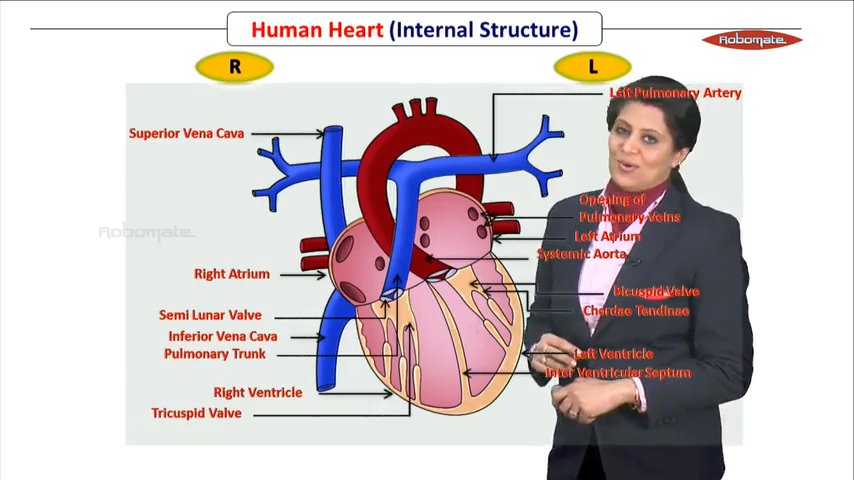 Human Heart (Internal Structure)
Robomate
R
L
Left Pulmonary Artery
Superior Vena Cava
Opening of
Pulmonary Veins
Robomate
Left Atrium
Systemic Aorta
Right Atrium
Bicuspid Valve
Semi Lunar Valve
Chordae Tendinae
Inferior Vena Cava
Pulmonary Trunk
Left Ventricle
Inter Ventricular Septum
Right Ventricle
Tricuspid Valve